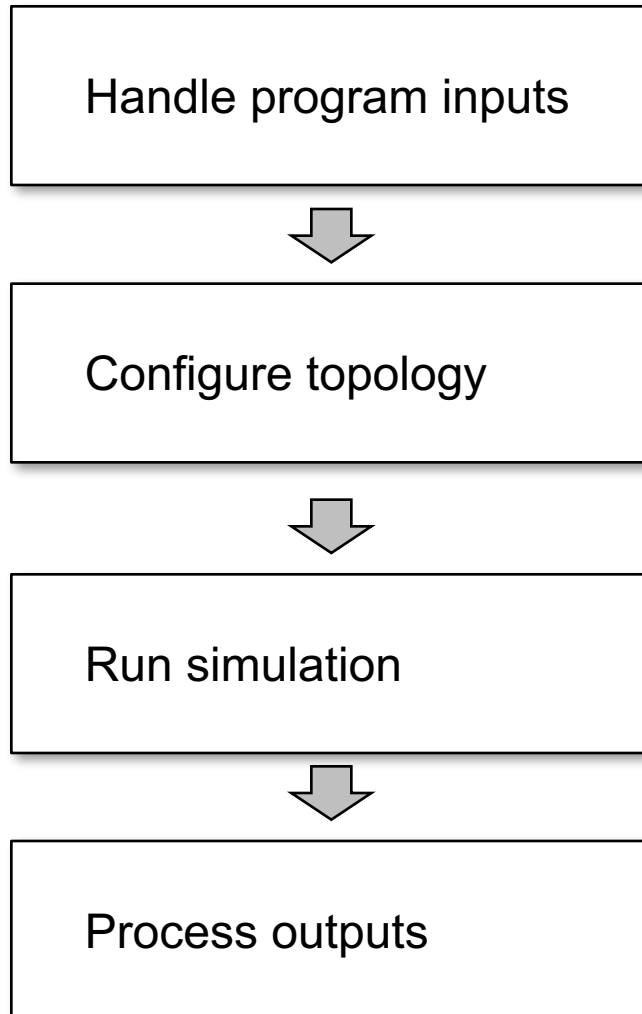 Handle program inputs
Configure topology
Run simulation
Process outputs